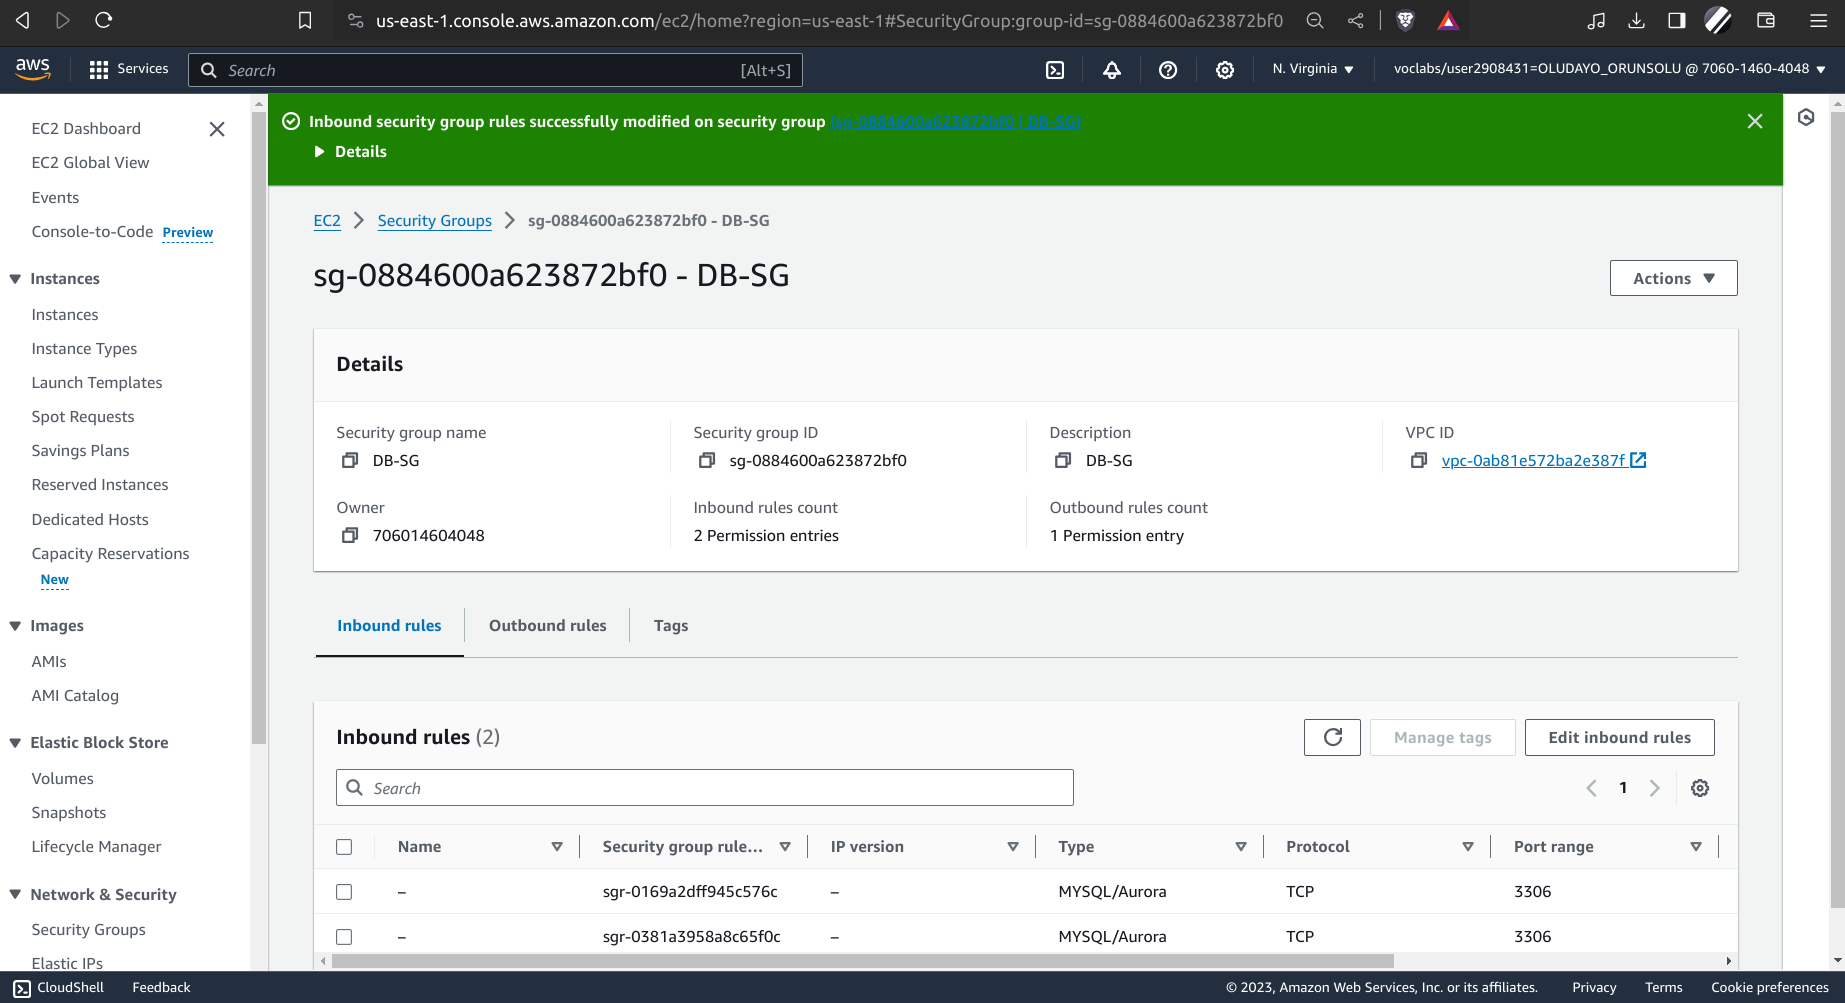 us-east-1.console.aws.amazon.com/ec2/home?region=us-east-1#SecurityGroup:group-id=sg-0884600a623872bf0
aws
Services
Search
[Alt+S]
N. Virginia
voclabs/user2908431=OLUDAYO_ORUNSOLU @ 7060-1460-4048
EC2 Dashboard
EC2 Global View
Events
Console-to-Code Preview
Instances
Instances
Instance Types
Launch Templates
Spot Requests
Savings Plans
Reserved Instances
Dedicated Hosts
Capacity Reservations
New
Images
AMIs
AMI Catalog
Elastic Block Store
Volumes
Snapshots
Lifecycle Manager
Network & Security
Security Groups
Elastic IPs
Inbound security group rules successfully modified on security group (sg-0884600a623872bf0 | DB-SG)
Details
EC2 Security Groups sg-0884600a623872bf0 - DB-SG
sg-0884600a623872bf0 - DB-SG
Actions
Details
Security group name
DB-SG
Security group ID
sg-0884600a623872bf0
Description
DB-SG
VPC ID
vpc-0ab81e572ba2e387f
Owner
706014604048
Inbound rules count
2 Permission entries
Outbound rules count
1 Permission entry
Inbound rules
Outbound rules
Tags
Inbound rules (2)
Manage tags
Edit inbound rules
Search
1
Name Security group rule... IP version Type Protocol Port range
– sgr-0169a2dff945c576c – MYSQL/Aurora TCP 3306
– sgr-0381a3958a8c65f0c – MYSQL/Aurora TCP 3306
CloudShell Feedback
© 2023, Amazon Web Services, Inc. or its affiliates. Privacy Terms Cookie preferences